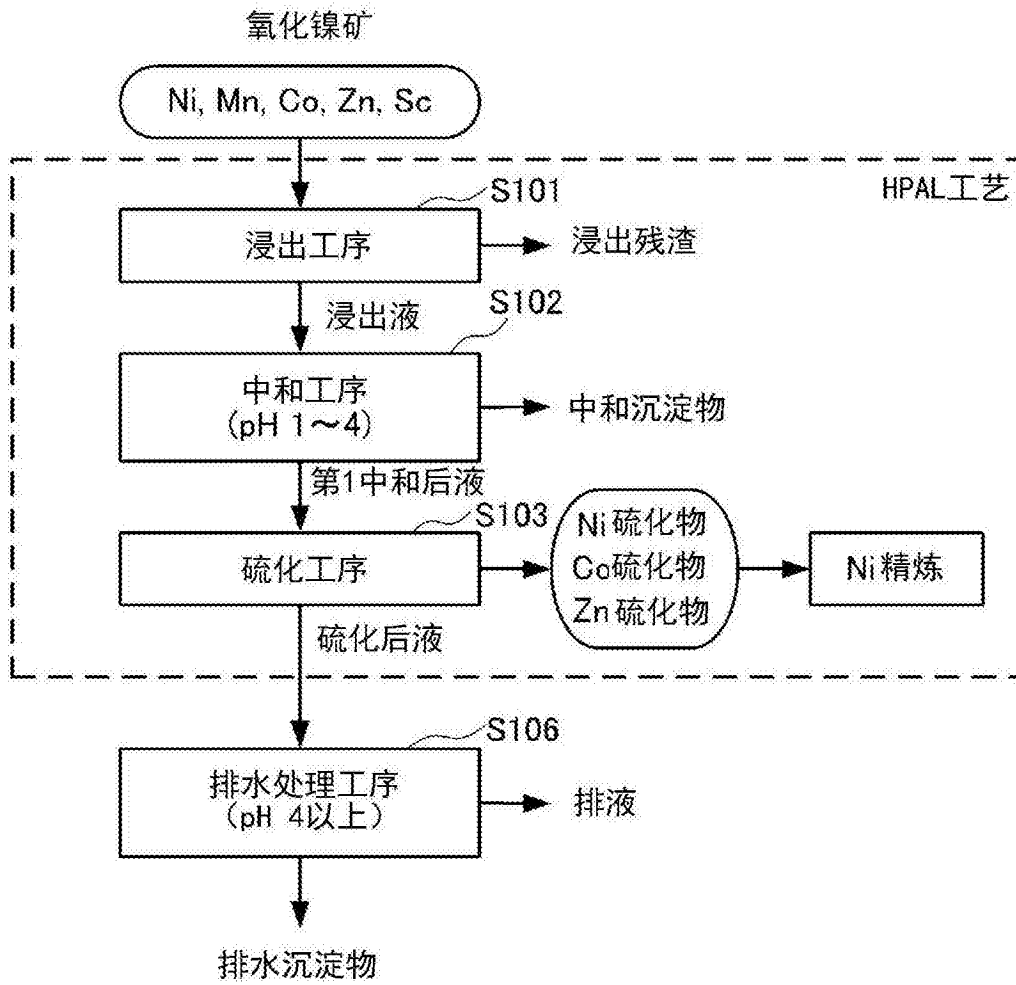 氧化镍矿
Ni, Mn, Co, Zn, Sc
HPAL工艺
S101
浸出工序
浸出残渣
浸出液
S102
中和工序
(pH 1～4)
中和沉淀物
第1中和后液
S103
硫化工序
Ni硫化物
Co硫化物
Zn硫化物
Ni精炼
硫化后液
S106
排水处理工序
(pH 4以上)
排液
排水沉淀物